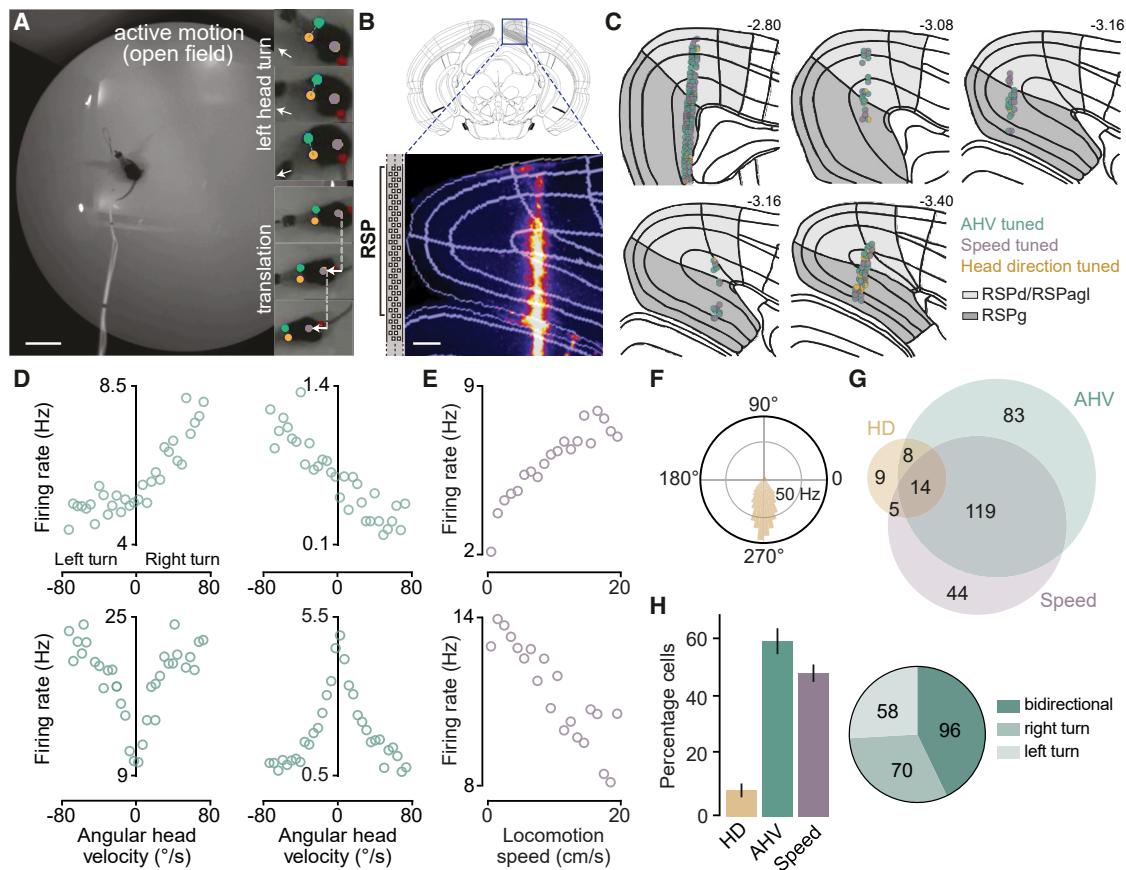 A
active motion
(open field)
left head turn
translation
B
RSP
C
-2.80
-3.08
-3.16
-3.16
-3.40
AHV tuned
Speed tuned
Head direction tuned
RSPd/RSPagl
RSPg
D
8.5
Firing rate (Hz)
4
Left turn
Right turn
-80
0
80
1.4
0.1
-80
0
80
25
Firing rate (Hz)
9
-80
0
80
Angular head
velocity (°/s)
5.5
0.5
-80
0
80
Angular head
velocity (°/s)
E
9
Firing rate (Hz)
2
0
20
14
Firing rate (Hz)
8
0
20
Locomotion
speed (cm/s)
F
90°
180°
0
50 Hz
270°
G
AHV
HD
Speed
83
8
9
14
5
119
44
H
Percentage cells
60
40
20
0
HD
AHV
Speed
58
96
70
bidirectional
right turn
left turn